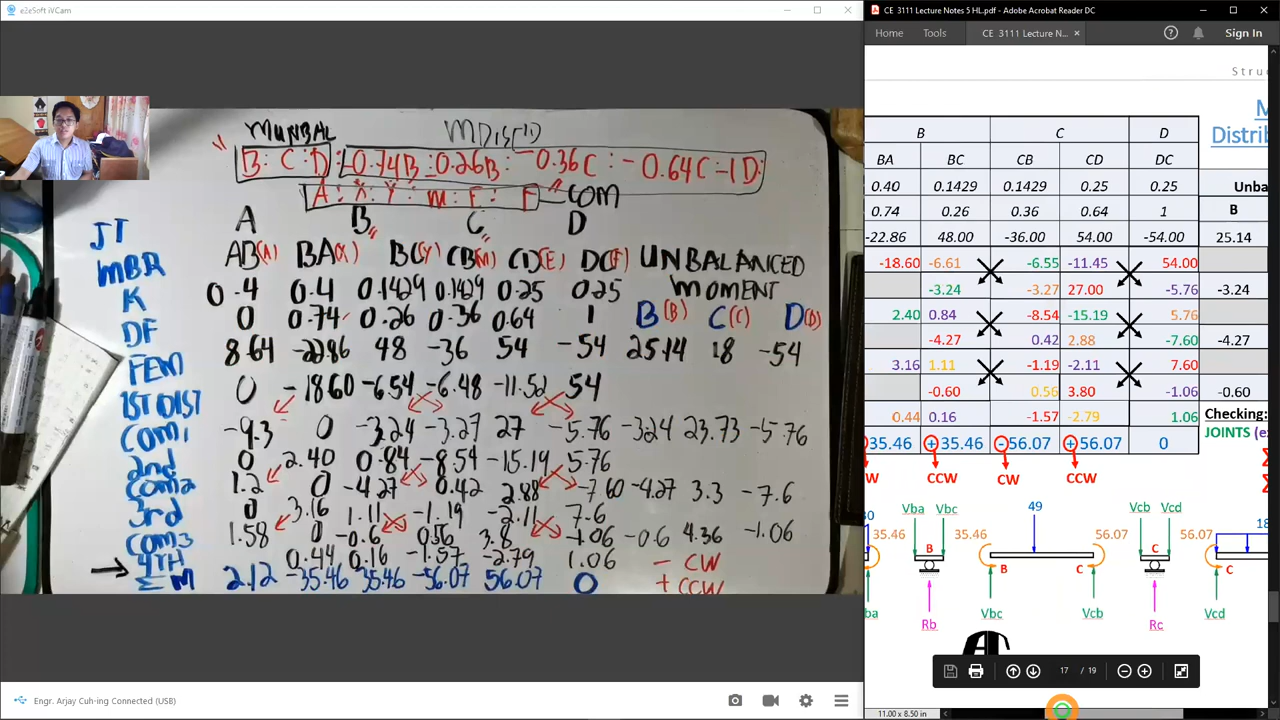 e2eSoft iVCam
MUNBAL MDIST'D
B : C : D : -0.74B : -0.26B : -0.36C : -0.64C : -1D :
A : X : Y : M : E : F COM
JT A B C D
MBR AB(A) BA(X) BC(Y) CB(M) CD(E) DC(F) UNBALANCED MOMENT
K 0.4 0.4 0.1429 0.1429 0.25 0.25
DF 0 0.74 0.26 0.36 0.64 1 B(B) C(C) D(D)
FEM 8.64 -22.86 48 -36 54 -54 25.14 18 -54
1ST DIST 0 -18.60 -6.54 -6.48 -11.52 54
COM1 -9.3 0 -3.24 -3.27 27 -5.76 -3.24 23.73 -5.76
2nd 0 2.40 0.84 -8.54 -15.19 5.76
COM2 1.2 0 -4.27 0.42 2.88 -7.60 -4.27 3.3 -7.6
3rd 0 3.16 1.11 -1.19 -2.11 7.6
COM3 1.58 0 -0.6 0.56 3.8 -1.06 -0.6 4.36 -1.06
4TH 0.44 0.16 -1.57 -2.79 1.06 - CW
ΣM 2.12 -35.46 35.46 -56.07 56.07 0 + CCW
Engr. Arjay Cuh-ing Connected (USB)
CE 3111 Lecture Notes 5 HL.pdf - Adobe Acrobat Reader DC
Home Tools CE 3111 Lecture N... × Sign In
Stru
M
Distrib
B C D
BA BC CB CD DC
0.40 0.1429 0.1429 0.25 0.25 Unba
0.74 0.26 0.36 0.64 1 B
-22.86 48.00 -36.00 54.00 -54.00 25.14
-18.60 -6.61 -6.55 -11.45 54.00
-3.24 -3.27 27.00 -5.76 -3.24
2.40 0.84 -8.54 -15.19 5.76
-4.27 0.42 2.88 -7.60 -4.27
3.16 1.11 -1.19 -2.11 7.60
-0.60 0.56 3.80 -1.06 -0.60
0.44 0.16 -1.57 -2.79 1.06 Checking:
35.46 + 35.46 - 56.07 + 56.07 0 JOINTS (e
W CCW CW CCW
30 Vba Vbc 49 Vcb Vcd 18
35.46 35.46 56.07 56.07
B B C C C
ba Vbc Vcb Vcd
Rb Rc
17 / 19
11.00 x 8.50 in